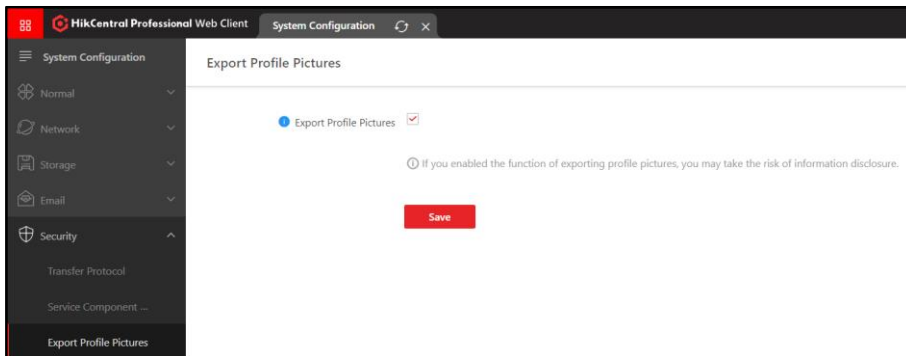 HikCentral Professional Web Client
System Configuration
System Configuration
Export Profile Pictures
Normal
Network
Storage
Email
Security
Transfer Protocol
Service Component ...
Export Profile Pictures
Export Profile Pictures
If you enabled the function of exporting profile pictures, you may take the risk of information disclosure.
Save